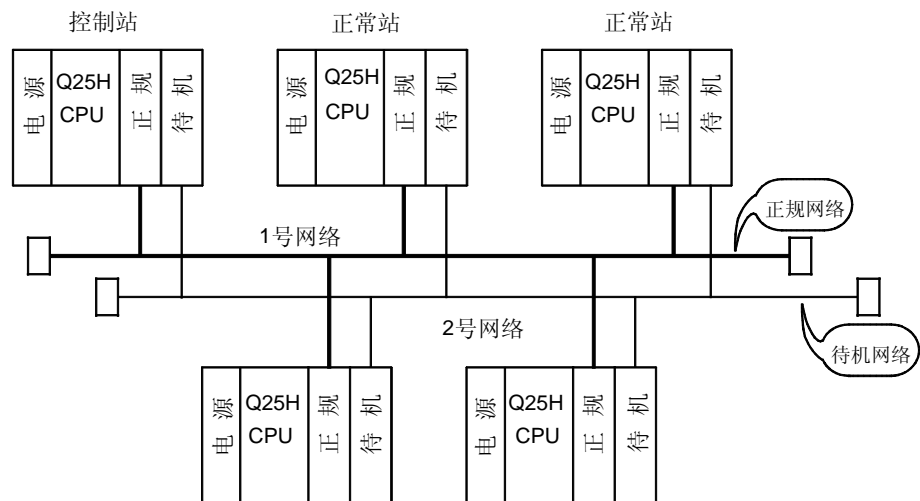 控制站
正常站
正常站
电源
Q25H
CPU
正规
待机
电源
Q25H
CPU
正规
待机
电源
Q25H
CPU
正规
待机
正规网络
1号网络
2号网络
待机网络
电源
Q25H
CPU
正规
待机
电源
Q25H
CPU
正规
待机